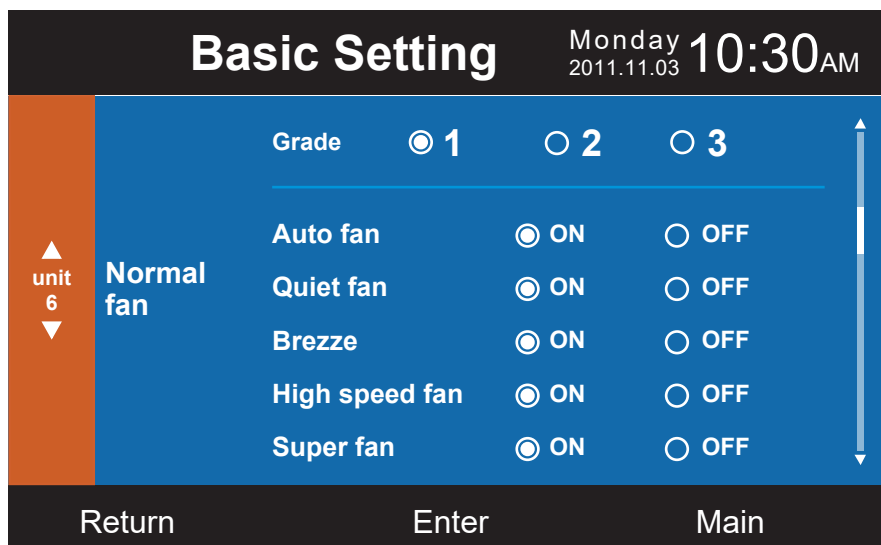 Basic Setting
Monday
2011.11.03
10:30AM
Grade 1 2 3
unit
6
Normal
fan
Auto fan ON OFF
Quiet fan ON OFF
Brezze ON OFF
High speed fan ON OFF
Super fan ON OFF
Return Enter Main